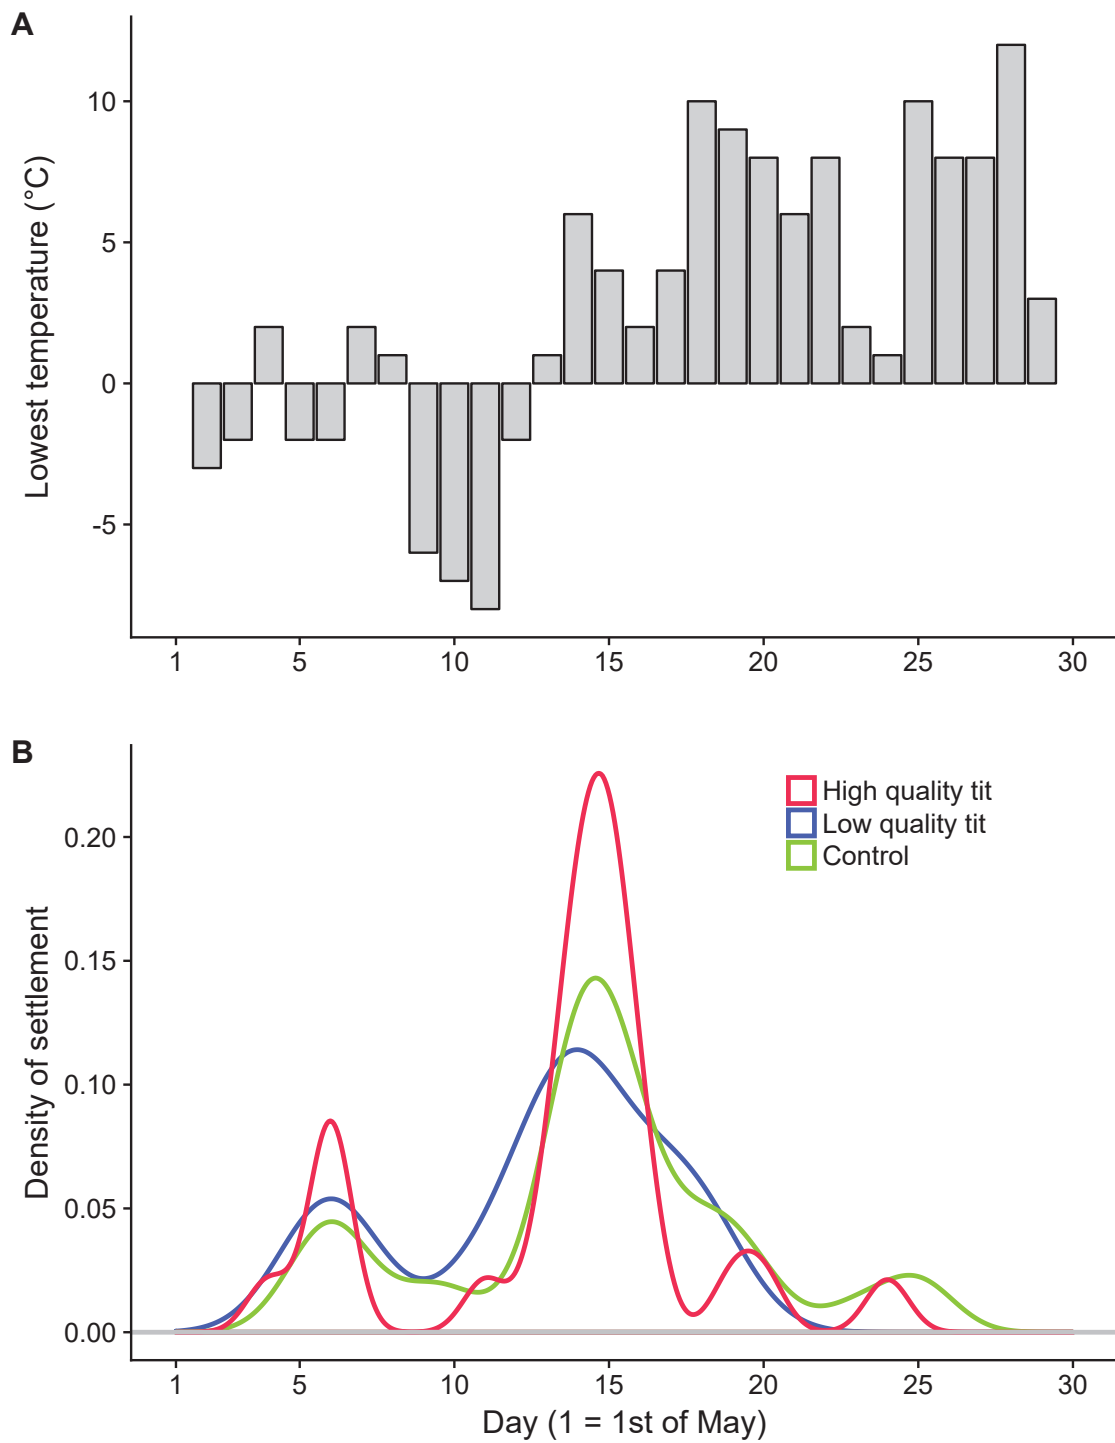 A
Lowest temperature (°C)
10
5
0
-5
1 5 10 15 20 25 30
B
Density of settlement
High quality tit
Low quality tit
Control
0.20
0.15
0.10
0.05
0.00
1 5 10 15 20 25 30
Day (1 = 1st of May)